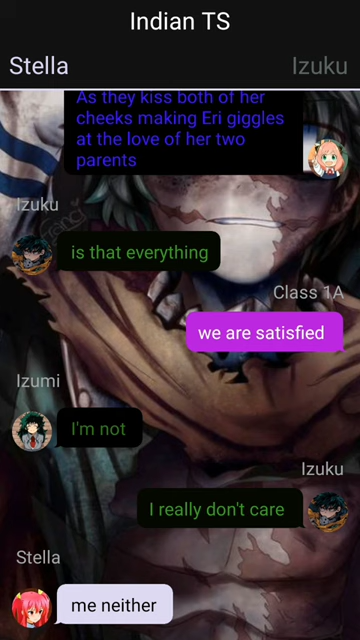 Indian TS
Stella Izuku
As they kiss both of her
cheeks making Eri giggles
at the love of her two
parents
Izuku
is that everything
Class 1A
we are satisfied
Izumi
I'm not
Izuku
I really don't care
Stella
me neither